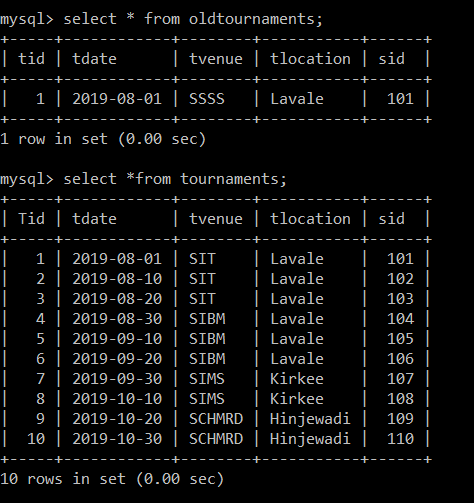 mysql> select * from oldtournaments;
+-----+------------+--------+-----------+------+
| tid | tdate      | tvenue | tlocation | sid  |
+-----+------------+--------+-----------+------+
|   1 | 2019-08-01 | SSSS   | Lavale    |  101 |
+-----+------------+--------+-----------+------+
1 row in set (0.00 sec)

mysql> select *from tournaments;
+-----+------------+--------+-----------+------+
| Tid | tdate      | tvenue | tlocation | sid  |
+-----+------------+--------+-----------+------+
|   1 | 2019-08-01 | SIT    | Lavale    |  101 |
|   2 | 2019-08-10 | SIT    | Lavale    |  102 |
|   3 | 2019-08-20 | SIT    | Lavale    |  103 |
|   4 | 2019-08-30 | SIBM   | Lavale    |  104 |
|   5 | 2019-09-10 | SIBM   | Lavale    |  105 |
|   6 | 2019-09-20 | SIBM   | Lavale    |  106 |
|   7 | 2019-09-30 | SIMS   | Kirkee    |  107 |
|   8 | 2019-10-10 | SIMS   | Kirkee    |  108 |
|   9 | 2019-10-20 | SCHMRD | Hinjewadi |  109 |
|  10 | 2019-10-30 | SCHMRD | Hinjewadi |  110 |
+-----+------------+--------+-----------+------+
10 rows in set (0.00 sec)